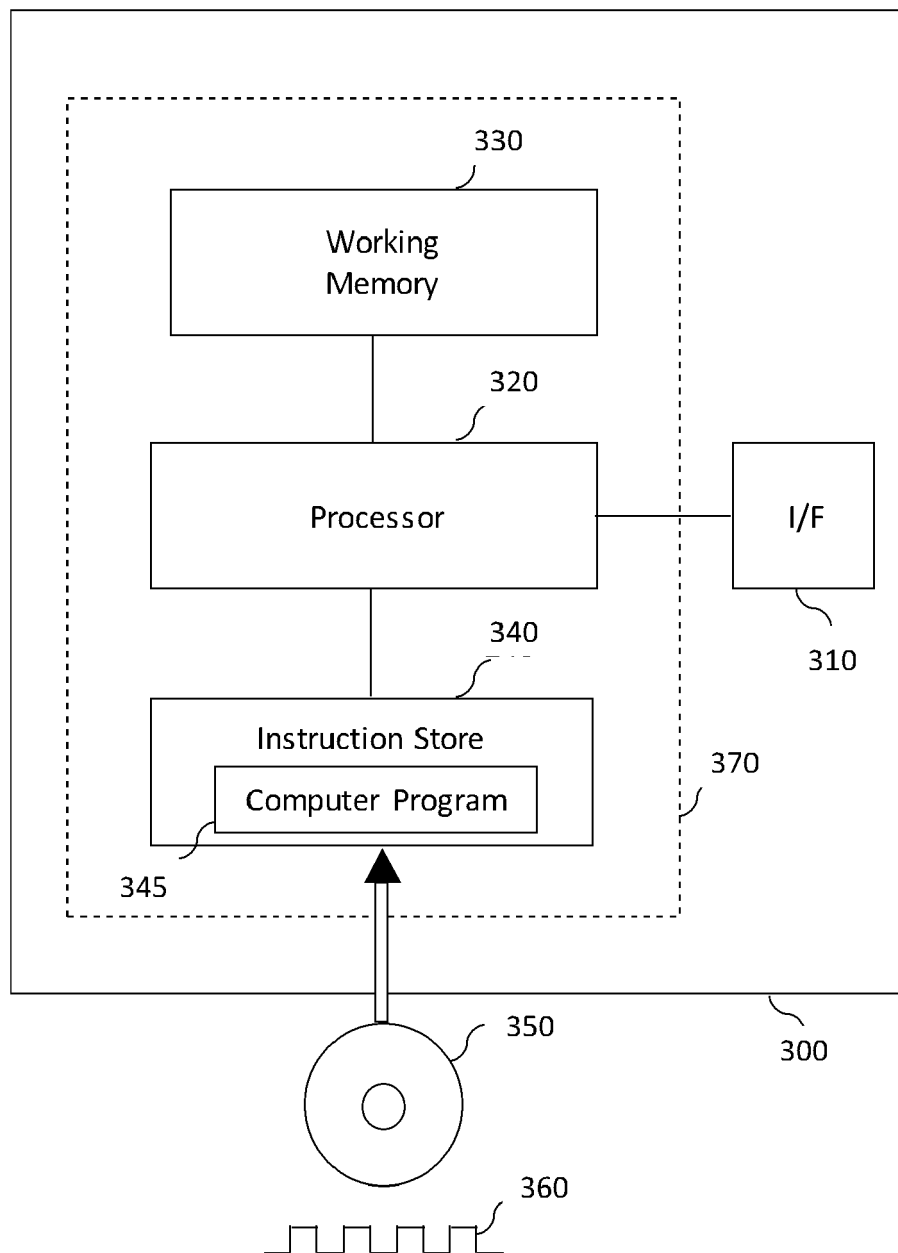 330
Working
Memory
320
Processor
I/F
310
340
Instruction Store
Computer Program
345
370
350
300
360